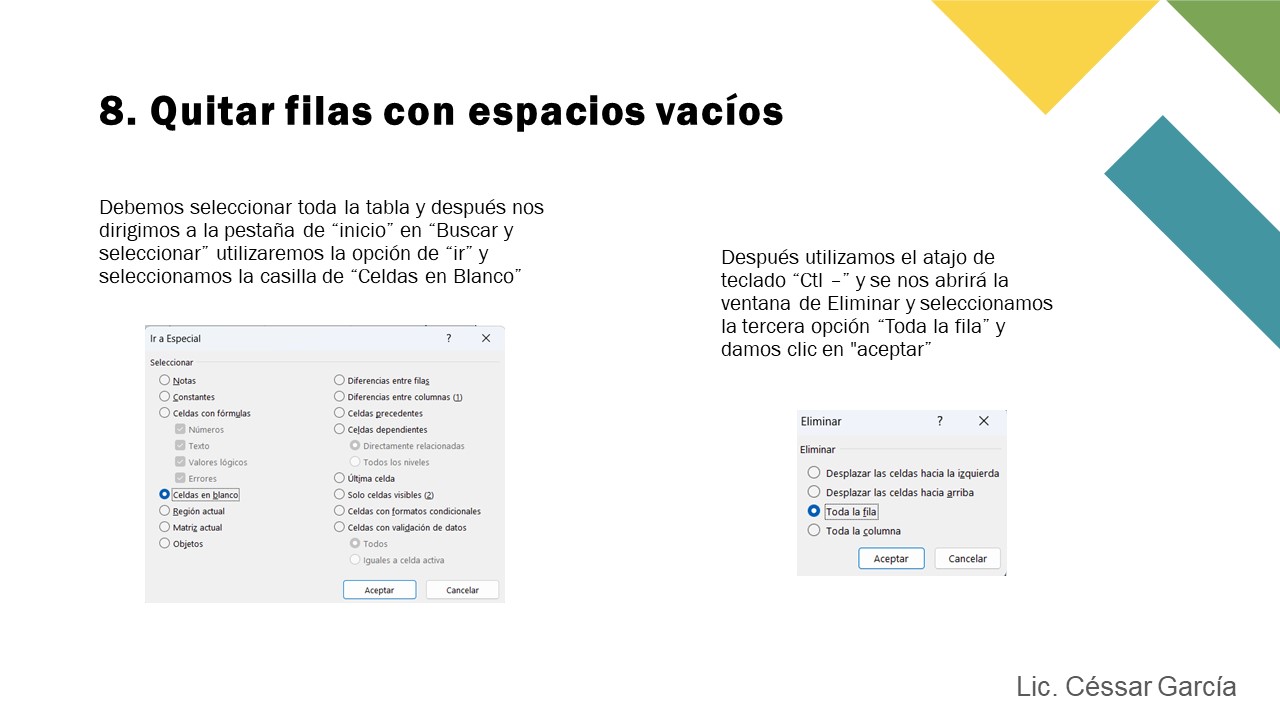 8. Quitar filas con espacios vacíos
Debemos seleccionar toda la tabla y después nos
dirigimos a la pestaña de “inicio” en “Buscar y
seleccionar” utilizaremos la opción de “ir” y
seleccionamos la casilla de “Celdas en Blanco”
Ir a Especial ?
Seleccionar
Notas
Constantes
Celdas con fórmulas
Números
Texto
Valores lógicos
Errores
Celdas en blanco
Región actual
Matriz actual
Objetos
Diferencias entre filas
Diferencias entre columnas (1)
Celdas precedentes
Celdas dependientes
Directamente relacionadas
Todos los niveles
Última celda
Solo celdas visibles (2)
Celdas con formatos condicionales
Celdas con validación de datos
Todos
Iguales a celda activa
Aceptar Cancelar
Después utilizamos el atajo de
teclado “Ctl –” y se nos abrirá la
ventana de Eliminar y seleccionamos
la tercera opción “Toda la fila” y
damos clic en "aceptar”
Eliminar ?
Eliminar
Desplazar las celdas hacia la izquierda
Desplazar las celdas hacia arriba
Toda la fila
Toda la columna
Aceptar Cancelar
Lic. Céssar García